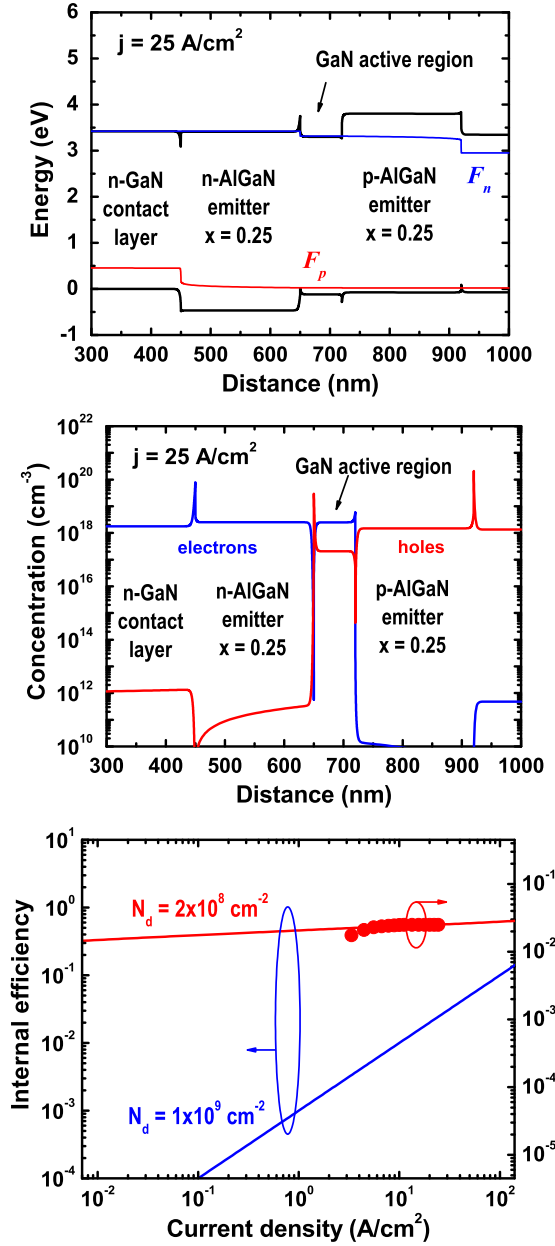 j = 25 A/cm²
GaN active region
n-GaN
contact
layer
n-AlGaN
emitter
x = 0.25
p-AlGaN
emitter
x = 0.25
Fₙ
Fₚ
Energy (eV)
6
5
4
3
2
1
0
-1
300 400 500 600 700 800 900 1000
Distance (nm)
j = 25 A/cm²
GaN active region
electrons
holes
n-GaN
contact
layer
n-AlGaN
emitter
x = 0.25
p-AlGaN
emitter
x = 0.25
Concentration (cm⁻³)
10²²
10²⁰
10¹⁸
10¹⁶
10¹⁴
10¹²
10¹⁰
300 400 500 600 700 800 900 1000
Distance (nm)
N_d = 2x10⁸ cm⁻²
N_d = 1x10⁹ cm⁻²
Internal efficiency
10¹
10⁰
10⁻¹
10⁻²
10⁻³
10⁻⁴
10⁻¹
10⁻²
10⁻³
10⁻⁴
10⁻⁵
10⁻² 10⁻¹ 10⁰ 10¹ 10²
Current density (A/cm²)